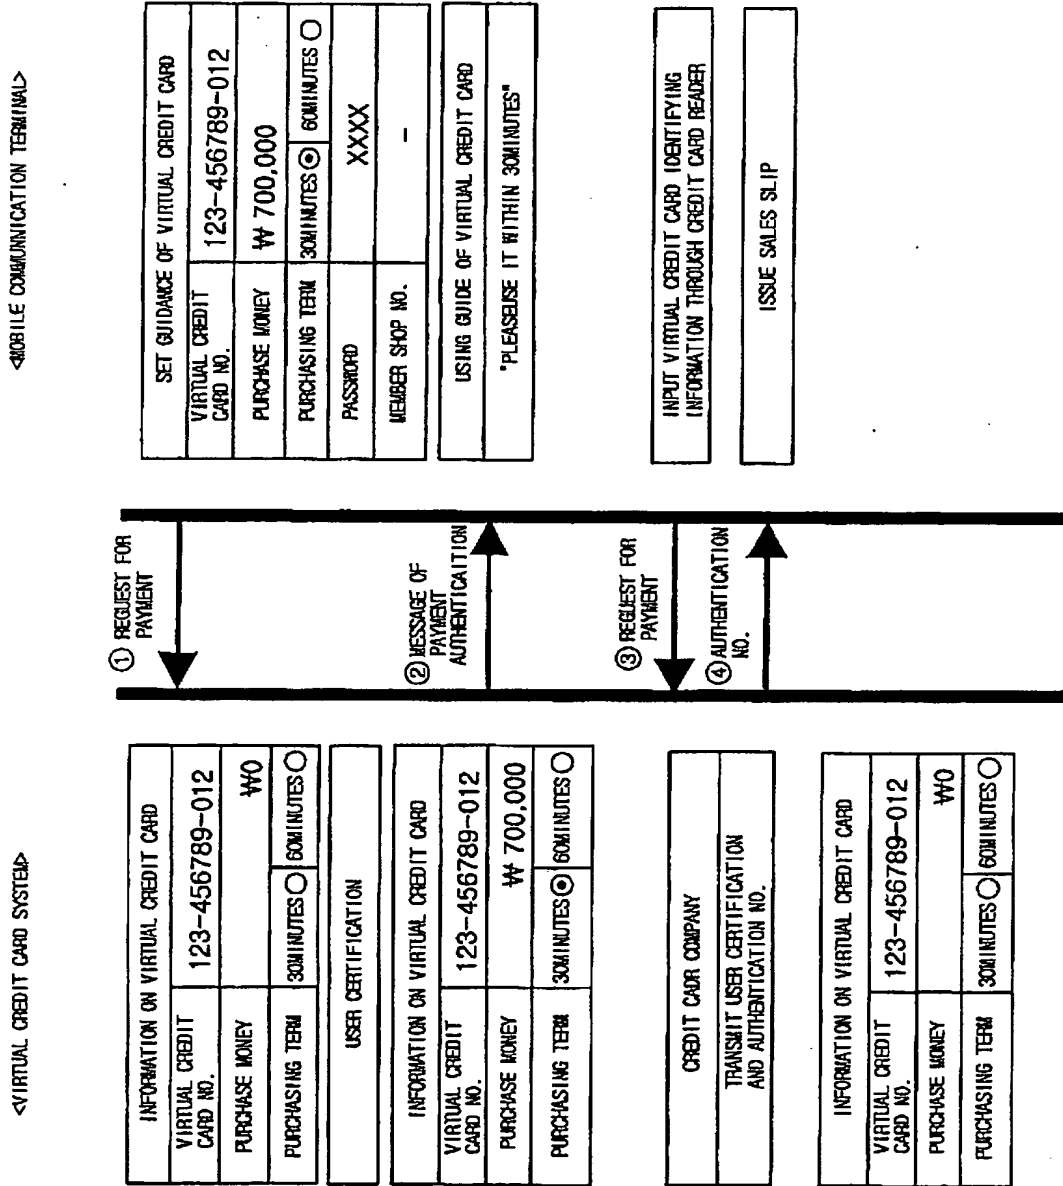 <VIRTUAL CREDIT CARD SYSTEM>
INFORMATION ON VIRTUAL CREDIT CARD
VIRTUAL CREDIT
CARD NO.
123-456789-012
PURCHASE MONEY
₩0
PURCHASING TERM
30MINUTES
60MINUTES
USER CERTIFICATION
INFORMATION ON VIRTUAL CREDIT CARD
VIRTUAL CREDIT
CARD NO.
123-456789-012
PURCHASE MONEY
₩ 700,000
PURCHASING TERM
30MINUTES
60MINUTES
CREDIT CADR COMPANY
TRANSMIT USER CERTIFICATION
AND AUTHENTICATION NO.
INFORMATION ON VIRTUAL CREDIT CARD
VIRTUAL CREDIT
CARD NO.
123-456789-012
PURCHASE MONEY
₩0
PURCHASING TERM
30MINUTES
60MINUTES
① REGUEST FOR
PAYMENT
② MESSAGE OF
PAYMENT
AUTHENTICAITION
③ REGUEST FOR
PAYMENT
④ AUTHENTICATION
NO.
<MOBILE COMMUNNICATION TERMINAL>
SET GUIDANCE OF VIRTUAL CREDIT CARD
VIRTUAL CREDIT
CARD NO.
123-456789-012
PURCHASE MONEY
₩ 700,000
PURCHASING TERM
30MINUTES
60MINUTES
PASSWORD
XXXX
MEMBER SHOP NO.
-
USING GUIDE OF VIRTUAL CREDIT CARD
"PLEASEUSE IT WITHIN 30MINUTES"
INPUT VIRTUAL CREDIT CARD IDENTIFYING
INFORMATION THROUGH CREDIT CARD READER
ISSUE SALES SLIP